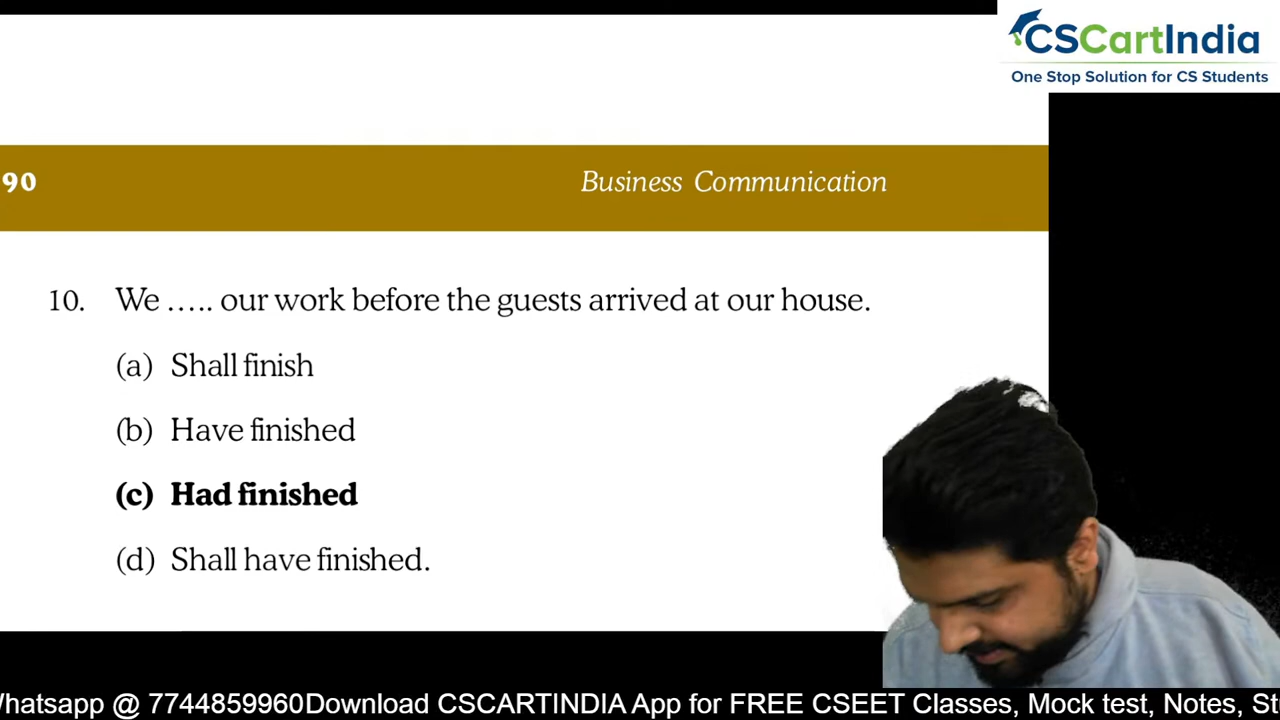 CSCartIndia
One Stop Solution for CS Students
90
Business Communication
10. We ..... our work before the guests arrived at our house.
(a) Shall finish
(b) Have finished
(c) Had finished
(d) Shall have finished.
Whatsapp @ 7744859960Download CSCARTINDIA App for FREE CSEET Classes, Mock test, Notes,